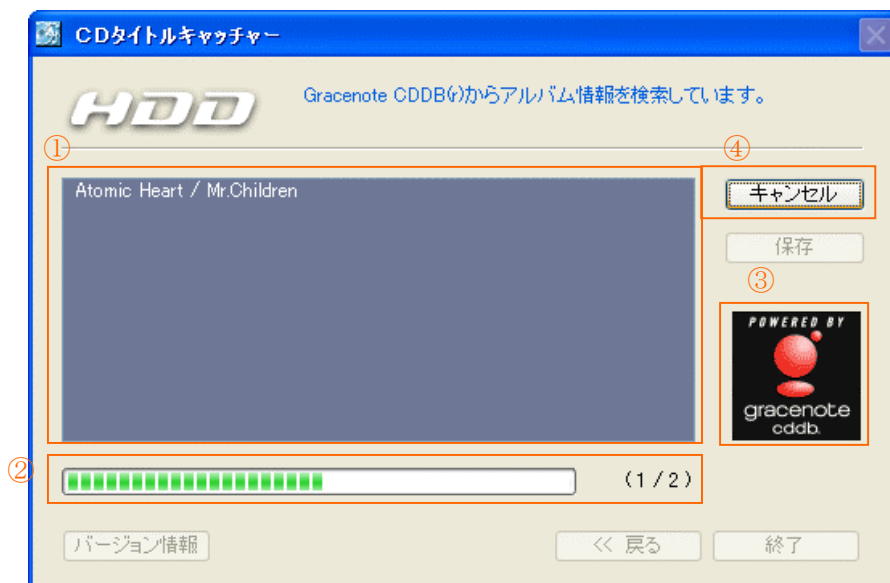 CDタイトルキャッチャー
HDD
Gracenote CDDB(r)からアルバム情報を検索しています。
①
④
Atomic Heart / Mr.Children
キャンセル
保存
③
POWERED BY
gracenote
cddb.
②
(1/2)
バージョン情報
<< 戻る
終了